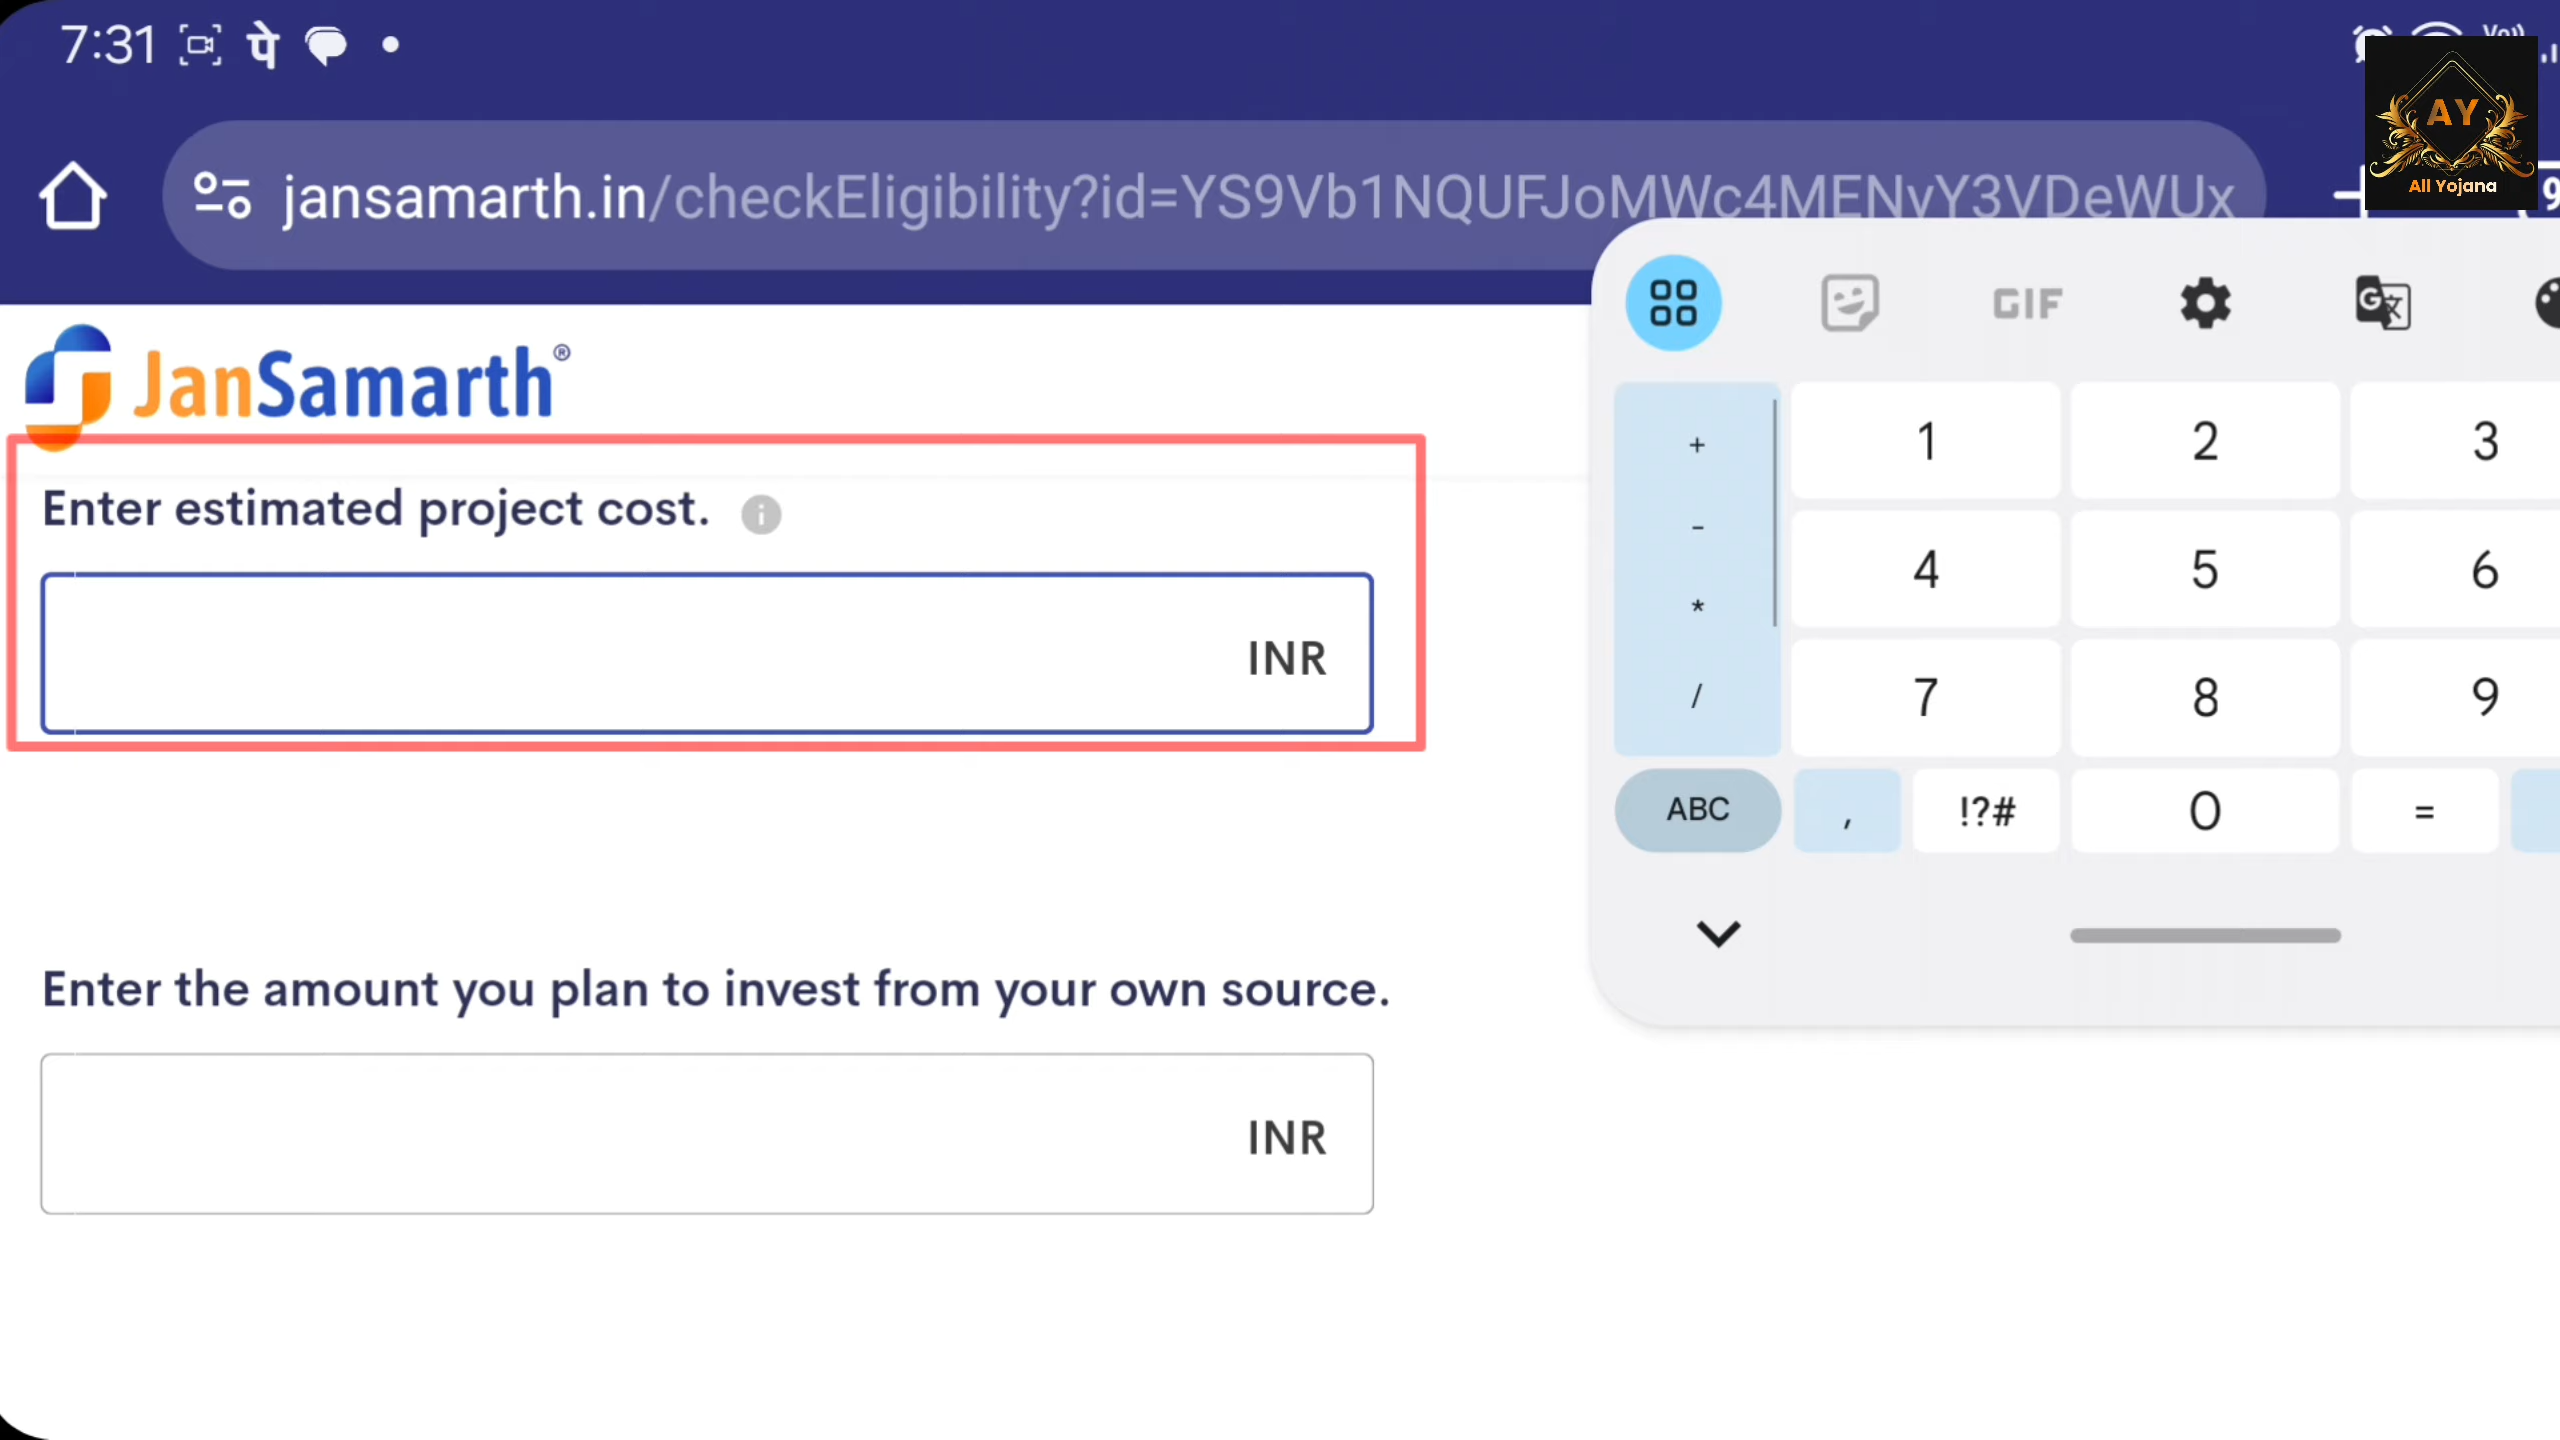 7:31 पे
Vo))
jansamarth.in/checkEligibility?id=YS9Vb1NQUFJoMWc4MENvY3VDeWUx
AY
All Yojana
JanSamarth®
GIF
Enter estimated project cost.
INR
+ 1 2 3
- 4 5 6
*
/ 7 8 9
ABC , !?# 0 =
Enter the amount you plan to invest from your own source.
INR